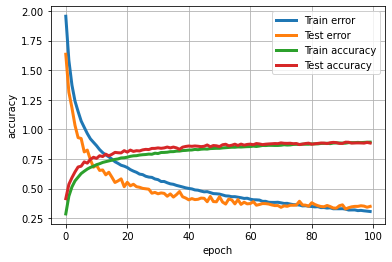 2.00
1.75
1.50
1.25
1.00
0.75
0.50
0.25
accuracy
Train error
Test error
Train accuracy
Test accuracy
0
20
40
60
80
100
epoch